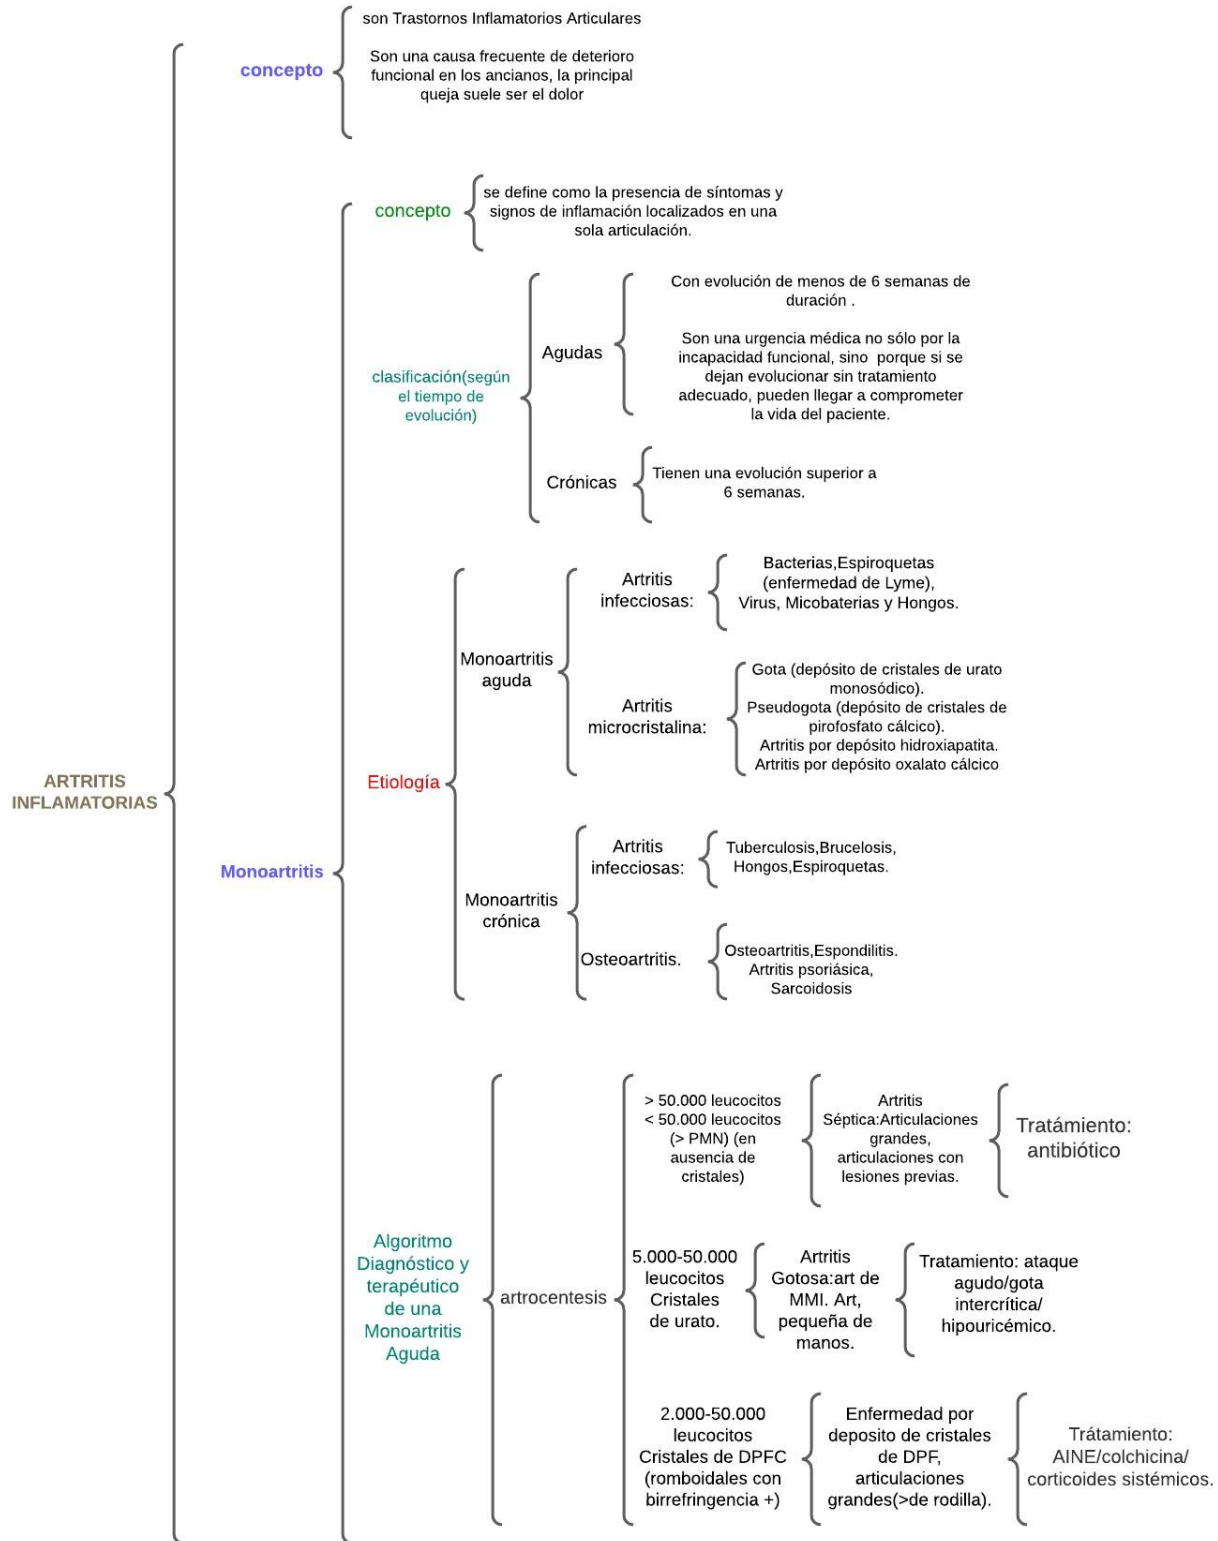 son Trastornos Inflamatorios Articulares
Son una causa frecuente de deterioro
funcional en los ancianos, la principal
queja suele ser el dolor
concepto
concepto
se define como la presencia de síntomas y
signos de inflamación localizados en una
sola articulación.
clasificación(según
el tiempo de
evolución)
Agudas
Con evolución de menos de 6 semanas de
duración .
Son una urgencia médica no sólo por la
incapacidad funcional, sino porque si se
dejan evolucionar sin tratamiento
adecuado, pueden llegar a comprometer
la vida del paciente.
Crónicas
Tienen una evolución superior a
6 semanas.
ARTRITIS
INFLAMATORIAS
Monoartritis
Etiología
Monoartritis
aguda
Artritis
infecciosas:
Bacterias,Espiroquetas
(enfermedad de Lyme),
Virus, Micobaterias y Hongos.
Artritis
microcristalina:
Gota (depósito de cristales de urato
monosódico).
Pseudogota (depósito de cristales de
pirofosfato cálcico).
Artritis por depósito hidroxiapatita.
Artritis por depósito oxalato cálcico
Monoartritis
crónica
Artritis
infecciosas:
Tuberculosis,Brucelosis,
Hongos,Espiroquetas.
Osteoartritis.
Osteoartritis,Espondilitis.
Artritis psoriásica,
Sarcoidosis
Algoritmo
Diagnóstico y
terapéutico
de una
Monoartritis
Aguda
artrocentesis
> 50.000 leucocitos
< 50.000 leucocitos
(> PMN) (en
ausencia de
cristales)
Artritis
Séptica:Articulaciones
grandes,
articulaciones con
lesiones previas.
Tratámiento:
antibiótico
5.000-50.000
leucocitos
Cristales
de urato.
Artritis
Gotosa:art de
MMI. Art,
pequeña de
manos.
Tratamiento: ataque
agudo/gota
intercrítica/
hipouricémico.
2.000-50.000
leucocitos
Cristales de DPFC
(romboidales con
birrefringencia +)
Enfermedad por
deposito de cristales
de DPF,
articulaciones
grandes(>de rodilla).
Trátamiento:
AINE/colchicina/
corticoides sistémicos.